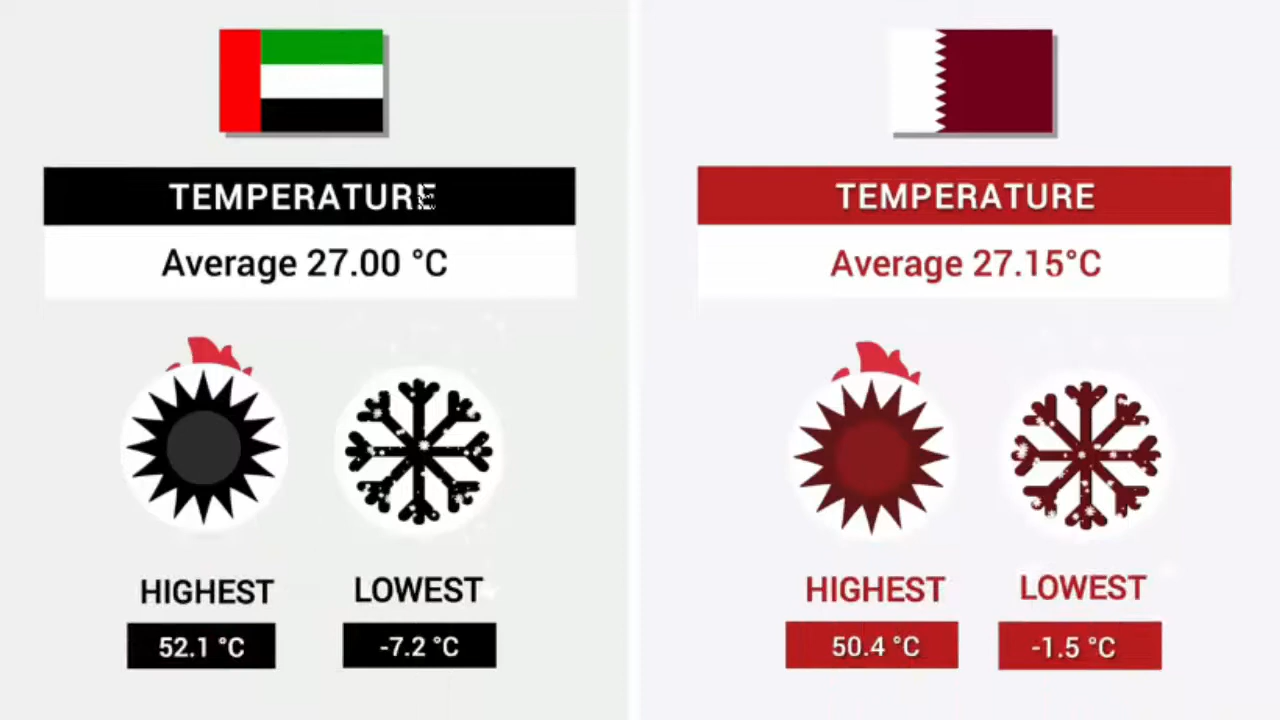 TEMPERATURE
Average 27.00 °C
HIGHEST
LOWEST
52.1 °C
-7.2 °C
TEMPERATURE
Average 27.15°C
HIGHEST
LOWEST
50.4 °C
-1.5 °C